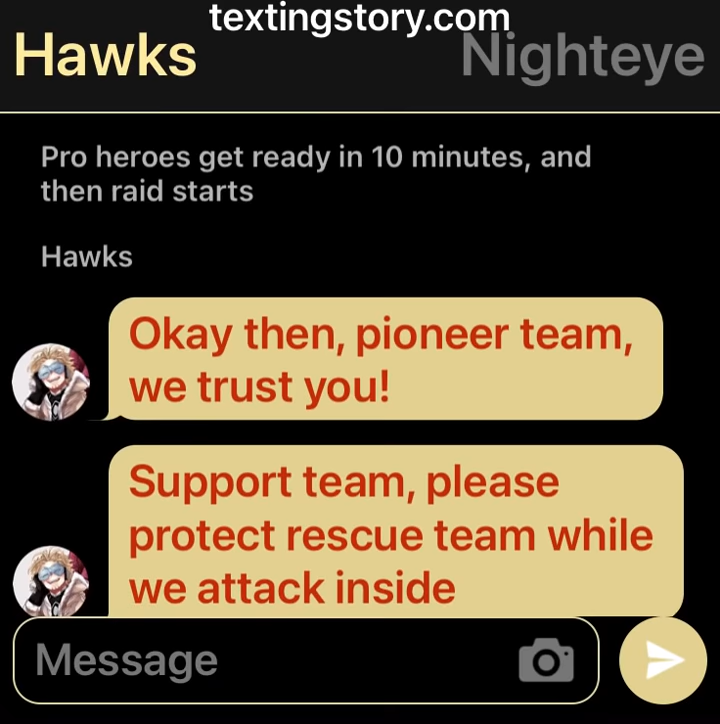 textingstory.com
Hawks
Nighteye
Pro heroes get ready in 10 minutes, and
then raid starts
Hawks
Okay then, pioneer team,
we trust you!
Support team, please
protect rescue team while
we attack inside
Message